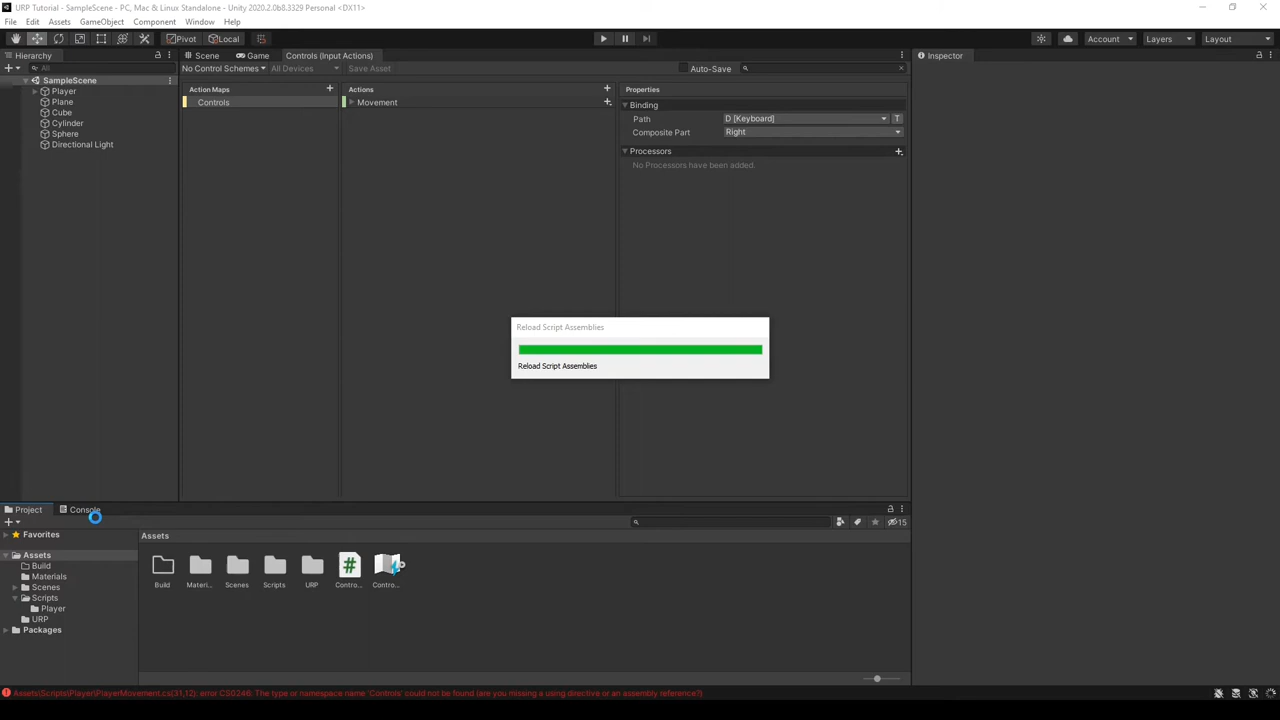 URP Tutorial - SampleScene - PC, Mac & Linux Standalone - Unity 2020.2.0b8.3329 Personal <DX11>
File Edit Assets GameObject Component Window Help
Pivot Local Account Layers Layout
Hierarchy Scene Game Controls (Input Actions) Inspector
All No Control Schemes All Devices Save Asset Auto-Save
SampleScene
Player
Plane
Cube
Cylinder
Sphere
Directional Light
Action Maps
Controls
Actions
Movement
Properties
Binding
Path D [Keyboard] T
Composite Part Right
Processors
No Processors have been added.
Reload Script Assemblies
Reload Script Assemblies
Project Console
15
Favorites
Assets
Build
Materials
Scenes
Scripts
Player
URP
Packages
Assets
Build Materi... Scenes Scripts URP Contro... Contro...
Assets\Scripts\Player\PlayerMovement.cs(31,12): error CS0246: The type or namespace name 'Controls' could not be found (are you missing a using directive or an assembly reference?)